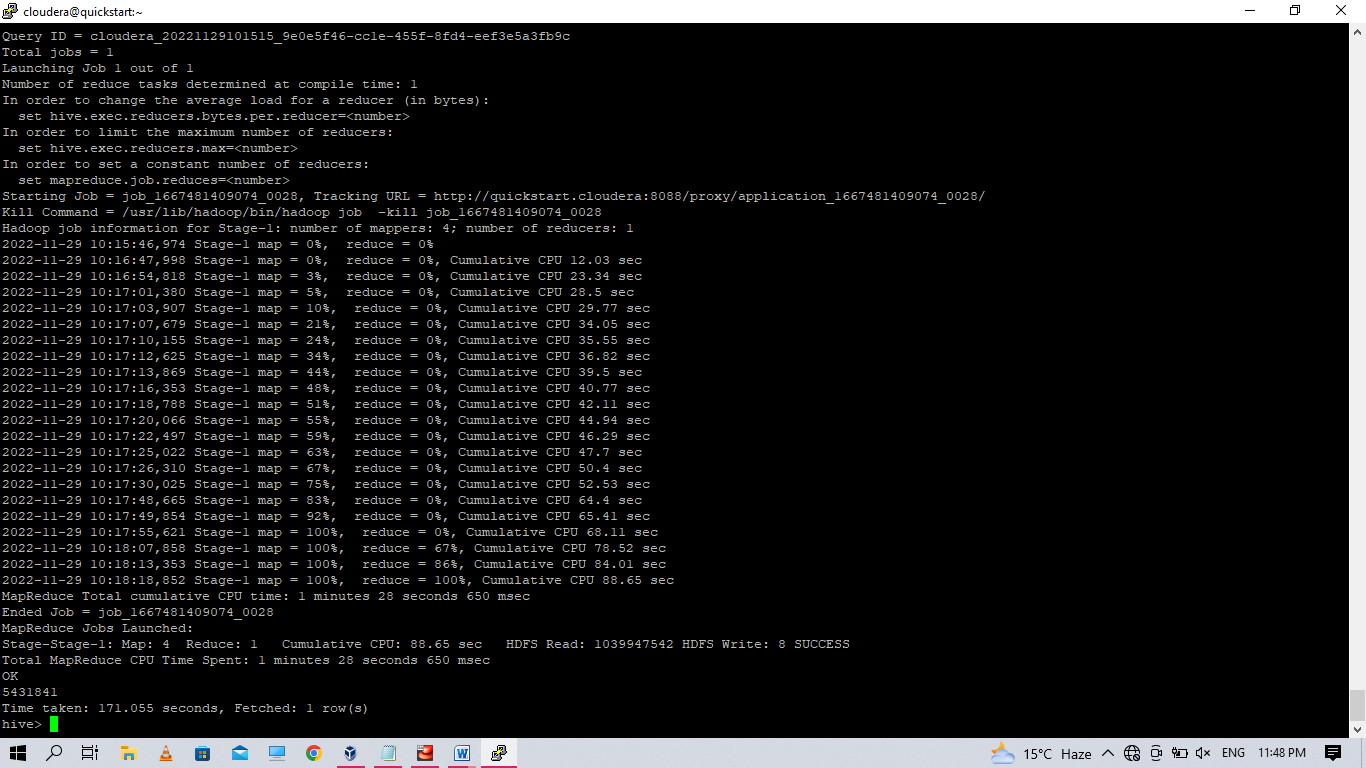 cloudera@quickstart:~
Query ID = cloudera_20221129101515_9e0e5f46-cc1e-455f-8fd4-eef3e5a3fb9c
Total jobs = 1
Launching Job 1 out of 1
Number of reduce tasks determined at compile time: 1
In order to change the average load for a reducer (in bytes):
  set hive.exec.reducers.bytes.per.reducer=<number>
In order to limit the maximum number of reducers:
  set hive.exec.reducers.max=<number>
In order to set a constant number of reducers:
  set mapreduce.job.reduces=<number>
Starting Job = job_1667481409074_0028, Tracking URL = http://quickstart.cloudera:8088/proxy/application_1667481409074_0028/
Kill Command = /usr/lib/hadoop/bin/hadoop job  -kill job_1667481409074_0028
Hadoop job information for Stage-1: number of mappers: 4; number of reducers: 1
2022-11-29 10:15:46,974 Stage-1 map = 0%,  reduce = 0%
2022-11-29 10:16:47,998 Stage-1 map = 0%,  reduce = 0%, Cumulative CPU 12.03 sec
2022-11-29 10:16:54,818 Stage-1 map = 3%,  reduce = 0%, Cumulative CPU 23.34 sec
2022-11-29 10:17:01,380 Stage-1 map = 5%,  reduce = 0%, Cumulative CPU 28.5 sec
2022-11-29 10:17:03,907 Stage-1 map = 10%,  reduce = 0%, Cumulative CPU 29.77 sec
2022-11-29 10:17:07,679 Stage-1 map = 21%,  reduce = 0%, Cumulative CPU 34.05 sec
2022-11-29 10:17:10,155 Stage-1 map = 24%,  reduce = 0%, Cumulative CPU 35.55 sec
2022-11-29 10:17:12,625 Stage-1 map = 34%,  reduce = 0%, Cumulative CPU 36.82 sec
2022-11-29 10:17:13,869 Stage-1 map = 44%,  reduce = 0%, Cumulative CPU 39.5 sec
2022-11-29 10:17:16,353 Stage-1 map = 48%,  reduce = 0%, Cumulative CPU 40.77 sec
2022-11-29 10:17:18,788 Stage-1 map = 51%,  reduce = 0%, Cumulative CPU 42.11 sec
2022-11-29 10:17:20,066 Stage-1 map = 55%,  reduce = 0%, Cumulative CPU 44.94 sec
2022-11-29 10:17:22,497 Stage-1 map = 59%,  reduce = 0%, Cumulative CPU 46.29 sec
2022-11-29 10:17:25,022 Stage-1 map = 63%,  reduce = 0%, Cumulative CPU 47.7 sec
2022-11-29 10:17:26,310 Stage-1 map = 67%,  reduce = 0%, Cumulative CPU 50.4 sec
2022-11-29 10:17:30,025 Stage-1 map = 75%,  reduce = 0%, Cumulative CPU 52.53 sec
2022-11-29 10:17:48,665 Stage-1 map = 83%,  reduce = 0%, Cumulative CPU 64.4 sec
2022-11-29 10:17:49,854 Stage-1 map = 92%,  reduce = 0%, Cumulative CPU 65.41 sec
2022-11-29 10:17:55,621 Stage-1 map = 100%,  reduce = 0%, Cumulative CPU 68.11 sec
2022-11-29 10:18:07,858 Stage-1 map = 100%,  reduce = 67%, Cumulative CPU 78.52 sec
2022-11-29 10:18:13,353 Stage-1 map = 100%,  reduce = 86%, Cumulative CPU 84.01 sec
2022-11-29 10:18:18,852 Stage-1 map = 100%,  reduce = 100%, Cumulative CPU 88.65 sec
MapReduce Total cumulative CPU time: 1 minutes 28 seconds 650 msec
Ended Job = job_1667481409074_0028
MapReduce Jobs Launched:
Stage-Stage-1: Map: 4  Reduce: 1   Cumulative CPU: 88.65 sec   HDFS Read: 1039947542 HDFS Write: 8 SUCCESS
Total MapReduce CPU Time Spent: 1 minutes 28 seconds 650 msec
OK
5431841
Time taken: 171.055 seconds, Fetched: 1 row(s)
hive>
15°C Haze ENG 11:48 PM